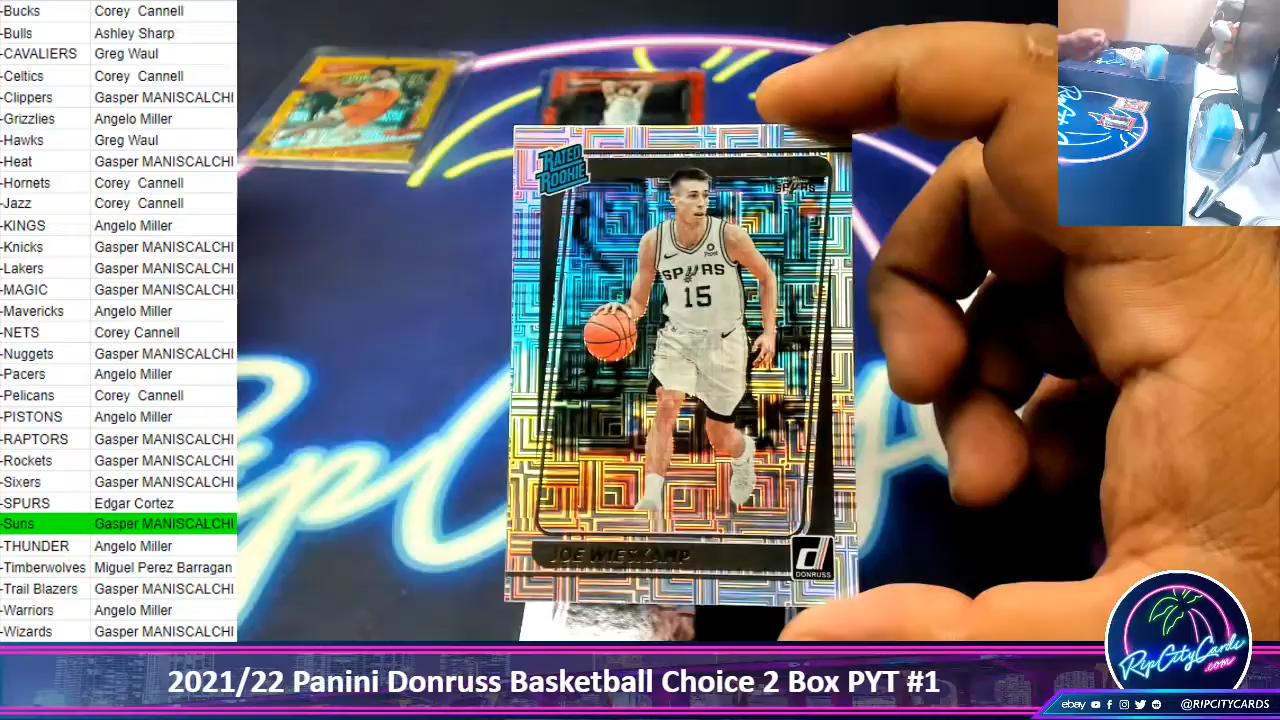 -Bucks Corey Cannell
-Bulls Ashley Sharp
-CAVALIERS Greg Waul
-Celtics Corey Cannell
-Clippers Gasper MANISCALCHI
-Grizzlies Angelo Miller
-Hawks Greg Waul
-Heat Gasper MANISCALCHI
-Hornets Corey Cannell
-Jazz Corey Cannell
-KINGS Angelo Miller
-Knicks Gasper MANISCALCHI
-Lakers Gasper MANISCALCHI
-MAGIC Gasper MANISCALCHI
-Mavericks Angelo Miller
-NETS Corey Cannell
-Nuggets Gasper MANISCALCHI
-Pacers Angelo Miller
-Pelicans Corey Cannell
-PISTONS Angelo Miller
-RAPTORS Gasper MANISCALCHI
-Rockets Gasper MANISCALCHI
-Sixers Gasper MANISCALCHI
-SPURS Edgar Cortez
-Suns Gasper MANISCALCHI
-THUNDER Angelo Miller
-Timberwolves Miguel Perez Barragan
-Trail Blazers Gasper MANISCALCHI
-Warriors Angelo Miller
-Wizards Gasper MANISCALCHI
RATED
ROOKIE
SPURS
SPURS
15
JOE WIESKAMP
DONRUSS
RipCityCards
.com
2021/22 Panini Donruss Basketball Choice 2 Box PYT #1
ebay @RIPCITYCARDS